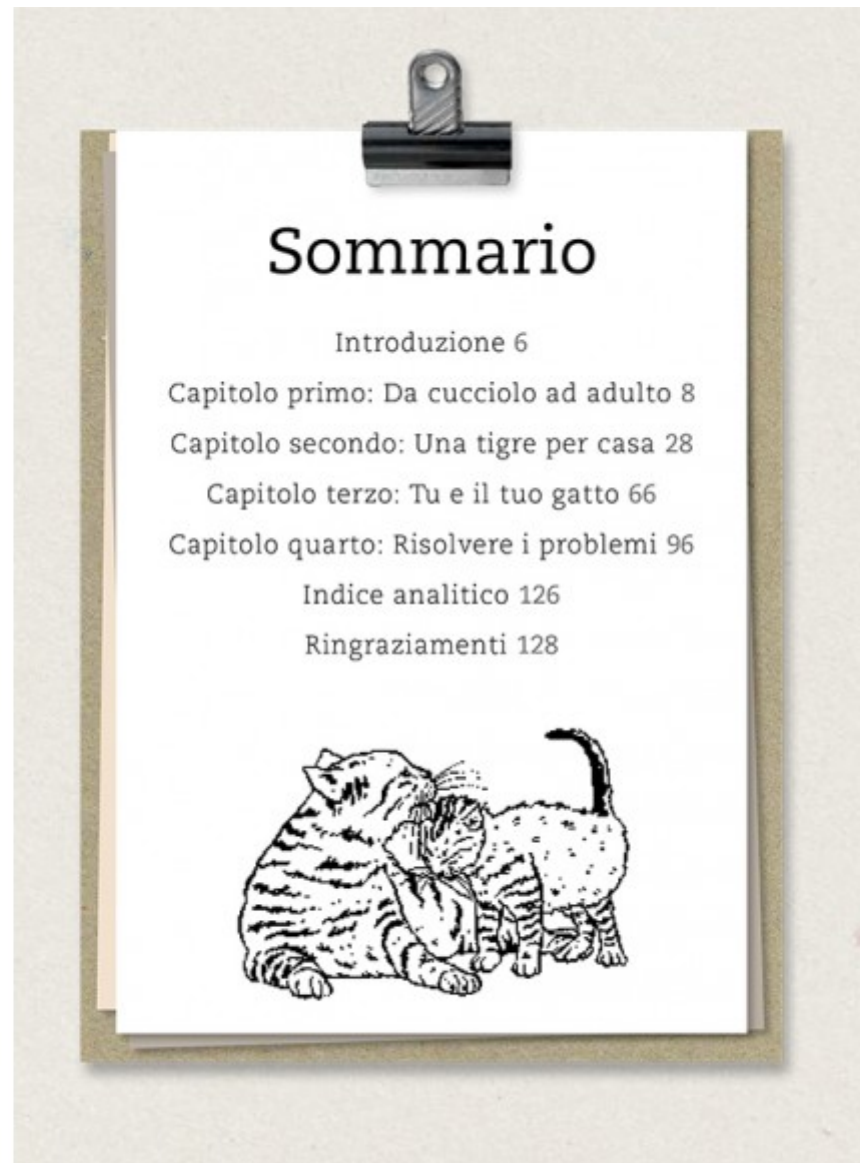 Sommario
Introduzione 6
Capitolo primo: Da cucciolo ad adulto 8
Capitolo secondo: Una tigre per casa 28
Capitolo terzo: Tu e il tuo gatto 66
Capitolo quarto: Risolvere i problemi 96
Indice analitico 126
Ringraziamenti 128